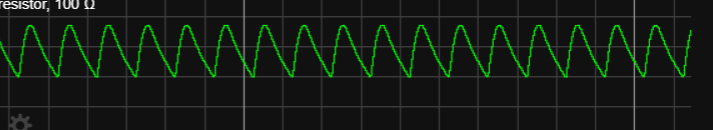 resistor, 100 Ω